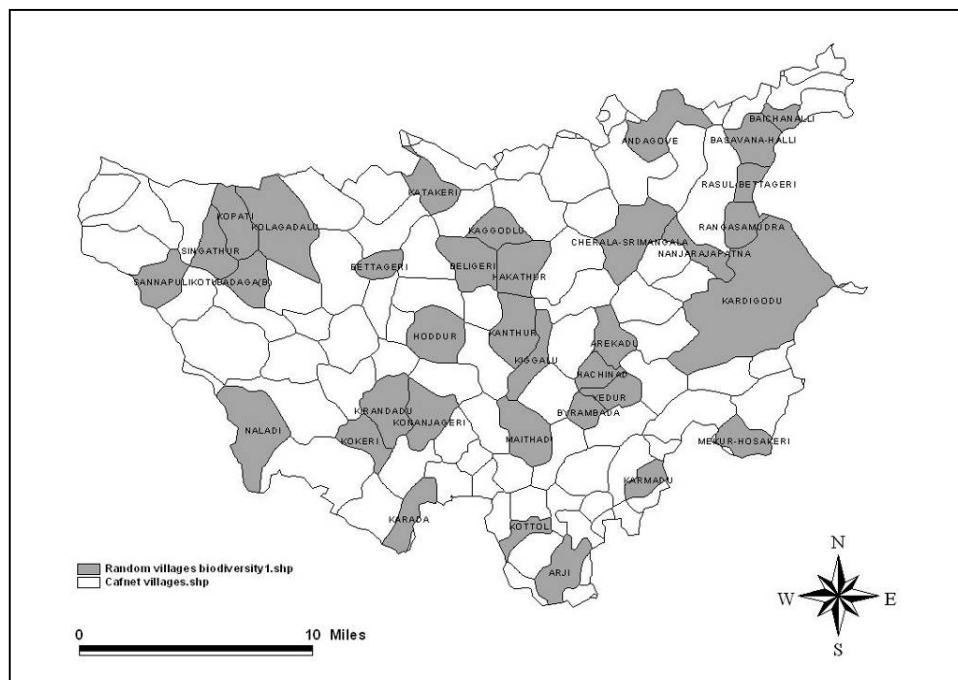 BAICHANALLI
ANDAGOVE
BASAVANA-HALLI
RASUL-BETTAGERI
KATAKERI
KOPATI
KOLAGADALU
KAGGODLU
RANGASAMUDRA
SINGATHUR
CHERALA-SRIMANGALA
NANJARAJAPATNA
BETTAGERI
BELIGERI
HAKATHUR
SANNAPULIKOTU
BADAGA(B)
KARDIGODU
HODDUR
KANTHUR
AREKADU
KIGGALU
HACHINAD
YEDUR
KIRANDADU
BYRAMBADA
NALADI
KONANJAGERI
KOKERI
MAITHADI
MEKUR-HOSAKERI
KARMADU
KARADA
KOTTOL
ARJI
Random villages biodiversity1.shp
Cafnet villages.shp
0 10 Miles
N
W E
S